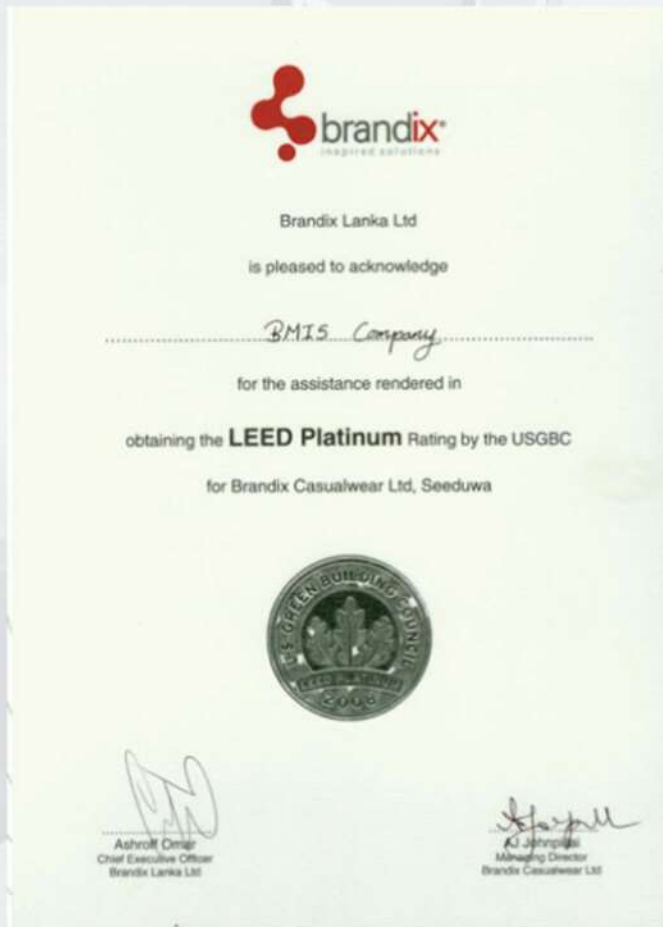 brandix
inspired solutions
Brandix Lanka Ltd
is pleased to acknowledge
BMIS Company
for the assistance rendered in
obtaining the LEED Platinum Rating by the USGBC
for Brandix Casualwear Ltd, Seeduwa
U.S. GREEN BUILDING COUNCIL
LEED PLATINUM
2008
Ashroff Omar
Chief Executive Officer
Brandix Lanka Ltd
AJ Johnpillai
Managing Director
Brandix Casualwear Ltd